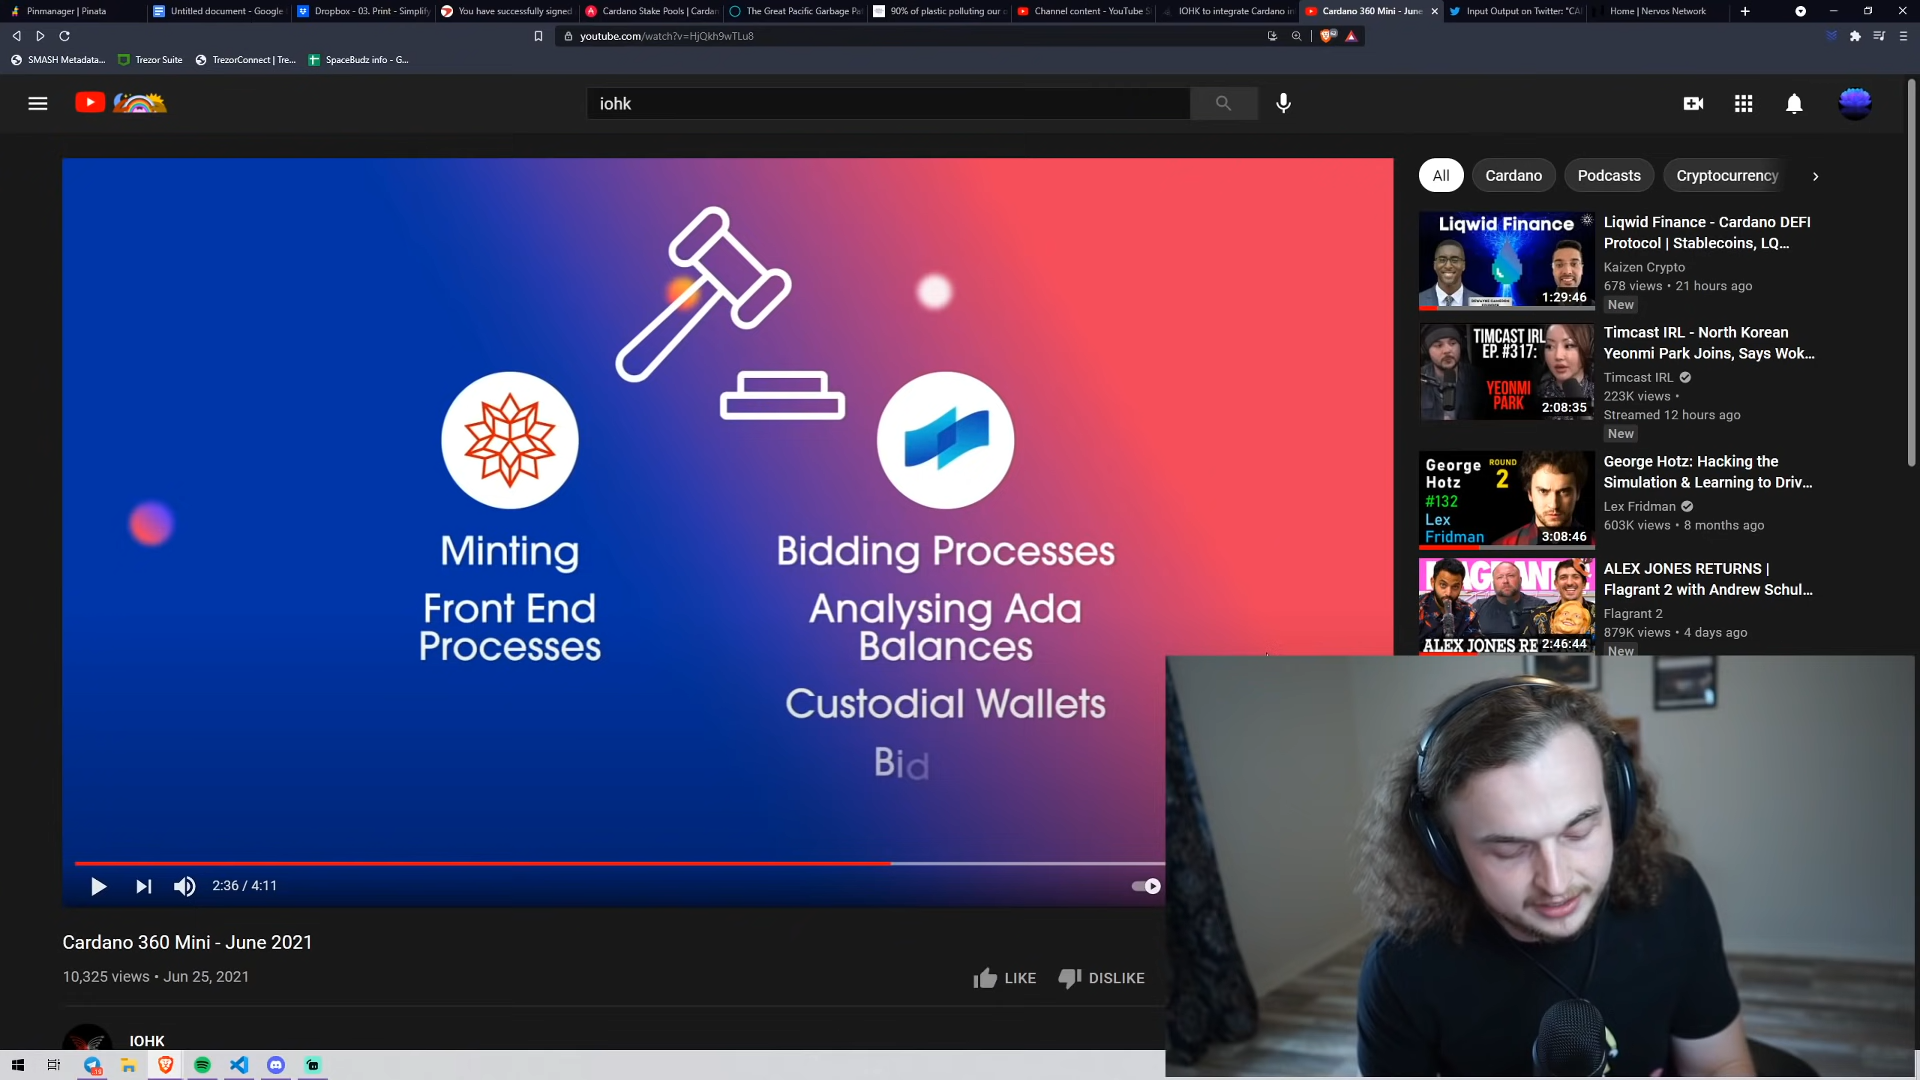 Pinmanager | Pinata
Untitled document - Google
Dropbox - 03. Print - Simplify
You have successfully signed
Cardano Stake Pools | Cardan
The Great Pacific Garbage Pat
90% of plastic polluting our o
Channel content - YouTube S
IOHK to integrate Cardano in
Cardano 360 Mini - June
Input Output on Twitter: "CA
Home | Nervos Network
youtube.com/watch?v=HjQkh9wTLu8
SMASH Metadata...
Trezor Suite
TrezorConnect | Tre...
SpaceBudz info - G...
iohk
Minting
Front End
Processes
Bidding Processes
Analysing Ada
Balances
Custodial Wallets
Bid
2:36 / 4:11
Cardano 360 Mini - June 2021
10,325 views • Jun 25, 2021
LIKE
DISLIKE
IOHK
All
Cardano
Podcasts
Cryptocurrency
Liqwid Finance
1:29:46
Liqwid Finance - Cardano DEFI
Protocol | Stablecoins, LQ...
Kaizen Crypto
678 views • 21 hours ago
New
TIMCAST IRL
EP. #317:
YEONMI
PARK
2:08:35
Timcast IRL - North Korean
Yeonmi Park Joins, Says Wok...
Timcast IRL
223K views •
Streamed 12 hours ago
New
George
Hotz
#132
Lex
Fridman
ROUND
2
3:08:46
George Hotz: Hacking the
Simulation & Learning to Driv...
Lex Fridman
603K views • 8 months ago
ALEX JONES RE
2:46:44
ALEX JONES RETURNS |
Flagrant 2 with Andrew Schul...
Flagrant 2
879K views • 4 days ago
New